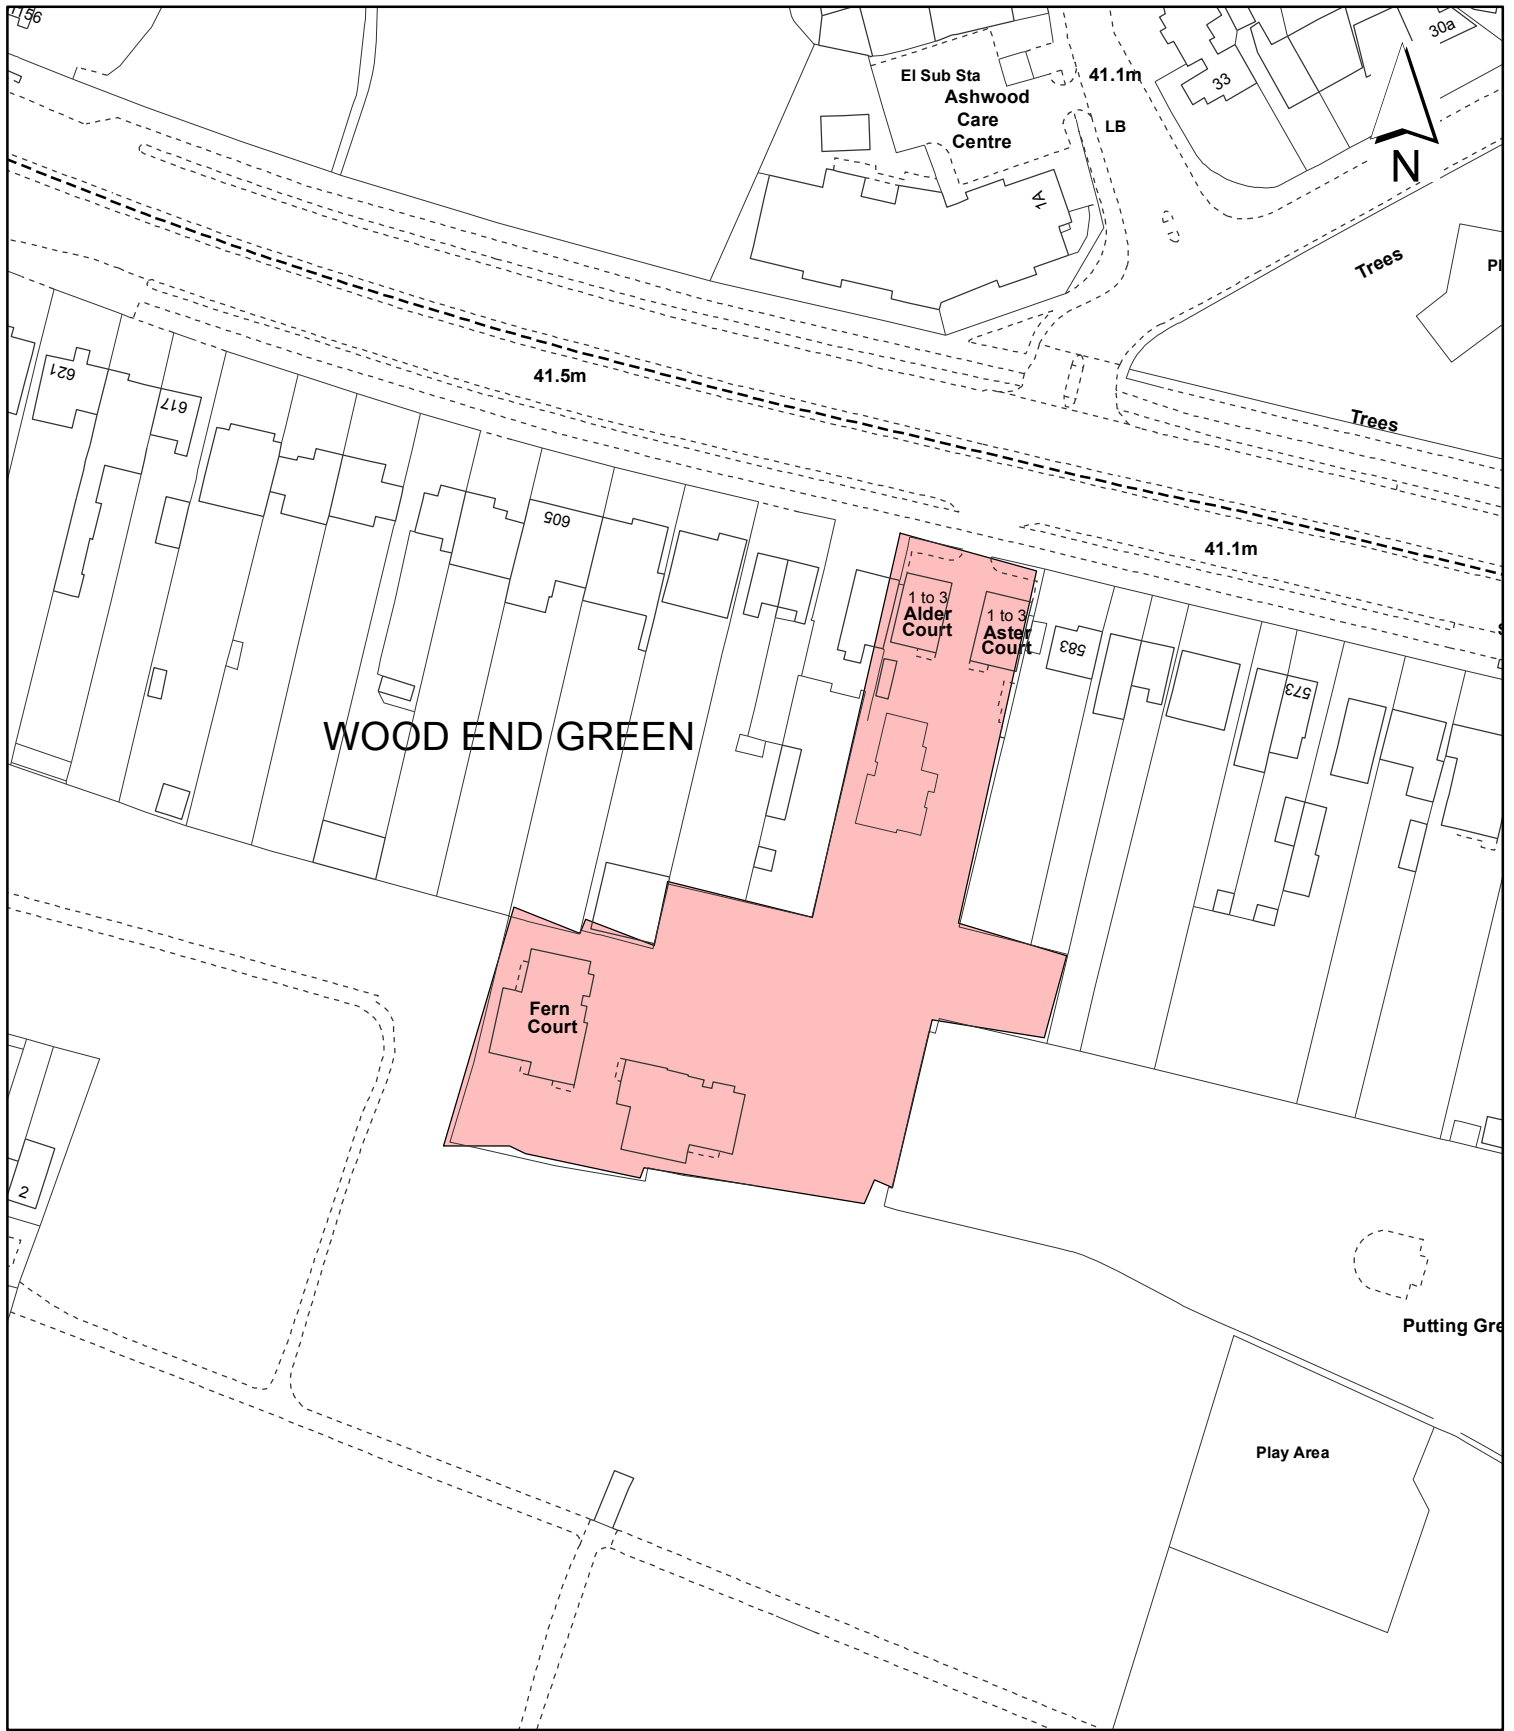 30a
El Sub Sta
41.1m
33
Ashwood
Care
Centre
LB
N
1A
Trees
621
41.5m
617
Trees
605
41.1m
1 to 3
Alder
Court
1 to 3
Aster
Court
583
573
WOOD END GREEN
Fern
Court
2
Putting Gre
Play Area